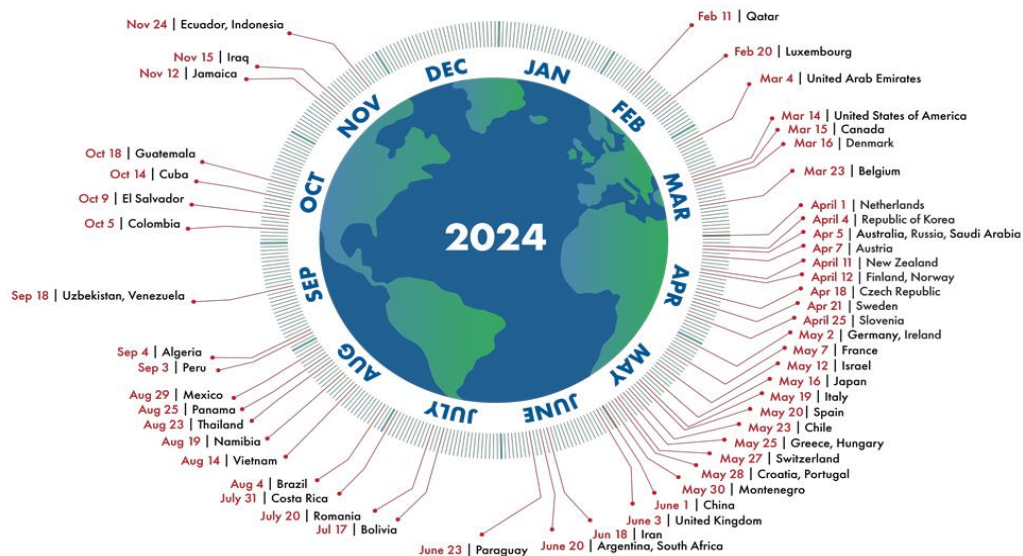 Feb 11 | Qatar
Feb 20 | Luxembourg
Mar 4 | United Arab Emirates
Mar 14 | United States of America
Mar 15 | Canada
Mar 16 | Denmark
Mar 23 | Belgium
April 1 | Netherlands
April 4 | Republic of Korea
Apr 5 | Australia, Russia, Saudi Arabia
Apr 7 | Austria
April 11 | New Zealand
April 12 | Finland, Norway
Apr 18 | Czech Republic
Apr 21 | Sweden
April 25 | Slovenia
May 2 | Germany, Ireland
May 7 | France
May 12 | Israel
May 16 | Japan
May 19 | Italy
May 20 | Spain
May 23 | Chile
May 25 | Greece, Hungary
May 27 | Switzerland
May 28 | Croatia, Portugal
May 30 | Montenegro
June 1 | China
June 3 | United Kingdom
Jun 18 | Iran
June 20 | Argentina, South Africa
June 23 | Paraguay
Jul 17 | Bolivia
July 20 | Romania
July 31 | Costa Rica
Aug 4 | Brazil
Aug 14 | Vietnam
Aug 19 | Namibia
Aug 23 | Thailand
Aug 25 | Panama
Aug 29 | Mexico
Sep 3 | Peru
Sep 4 | Algeria
Sep 18 | Uzbekistan, Venezuela
Oct 5 | Colombia
Oct 9 | El Salvador
Oct 14 | Cuba
Oct 18 | Guatemala
Nov 12 | Jamaica
Nov 15 | Iraq
Nov 24 | Ecuador, Indonesia
JAN
FEB
MAR
APR
MAY
JUNE
JULY
AUG
SEP
OCT
NOV
DEC
2024